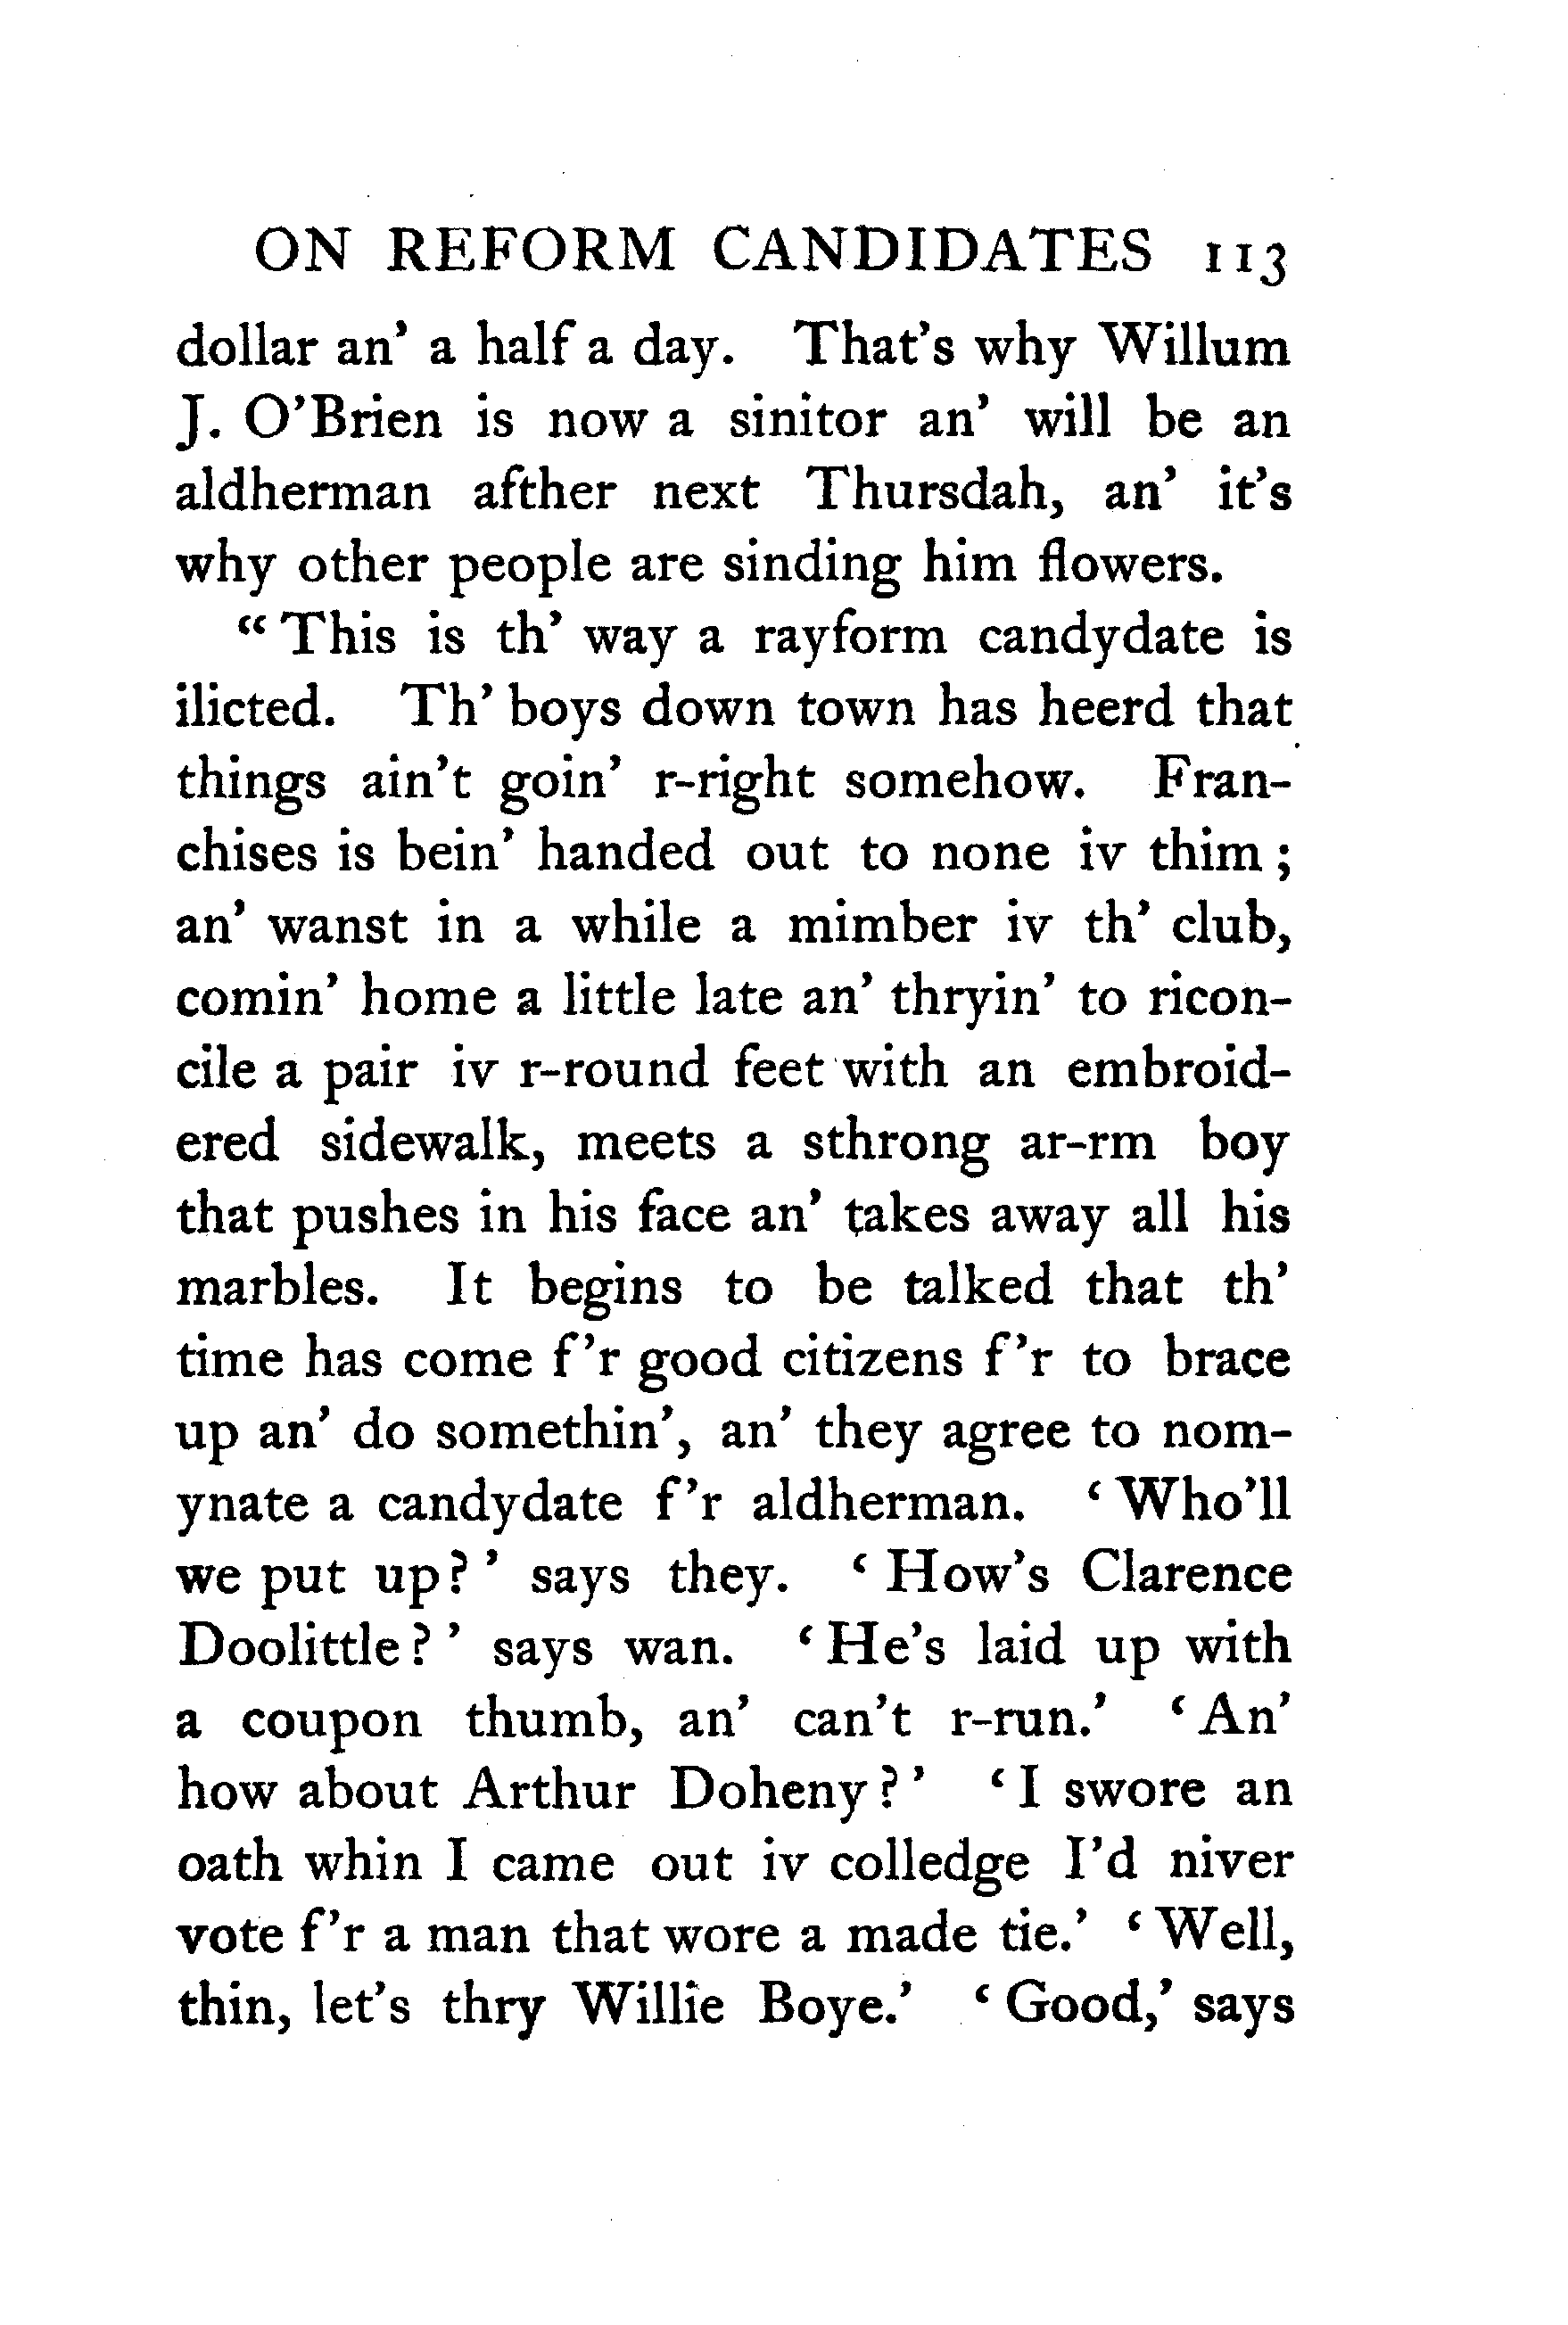 ON REFORM CANDIDATES 113
dollar an' a half a day. That's why Willum
J. O'Brien is now a sinitor an' will be an
aldherman afther next Thursdah, an' it's
why other people are sinding him flowers.
“This is th' way a rayform candydate is
ilicted. Th' boys down town has heerd that
things ain't goin' r-right somehow. Fran-
chises is bein' handed out to none iv thim;
an' wanst in a while a mimber iv th' club,
comin' home a little late an' thryin' to ricon-
cile a pair iv r-round feet with an embroid-
ered sidewalk, meets a sthrong ar-rm boy
that pushes in his face an' takes away all his
marbles. It begins to be talked that th'
time has come f'r good citizens f'r to brace
up an' do somethin', an' they agree to nom-
ynate a candydate f'r aldherman. ‘Who'll
we put up?’ says they. ‘How's Clarence
Doolittle?’ says wan. ‘He's laid up with
a coupon thumb, an' can't r-run.’ ‘An'
how about Arthur Doheny?’ ‘I swore an
oath whin I came out iv colledge I'd niver
vote f'r a man that wore a made tie.’ ‘Well,
thin, let's thry Willie Boye.’ ‘Good,’ says